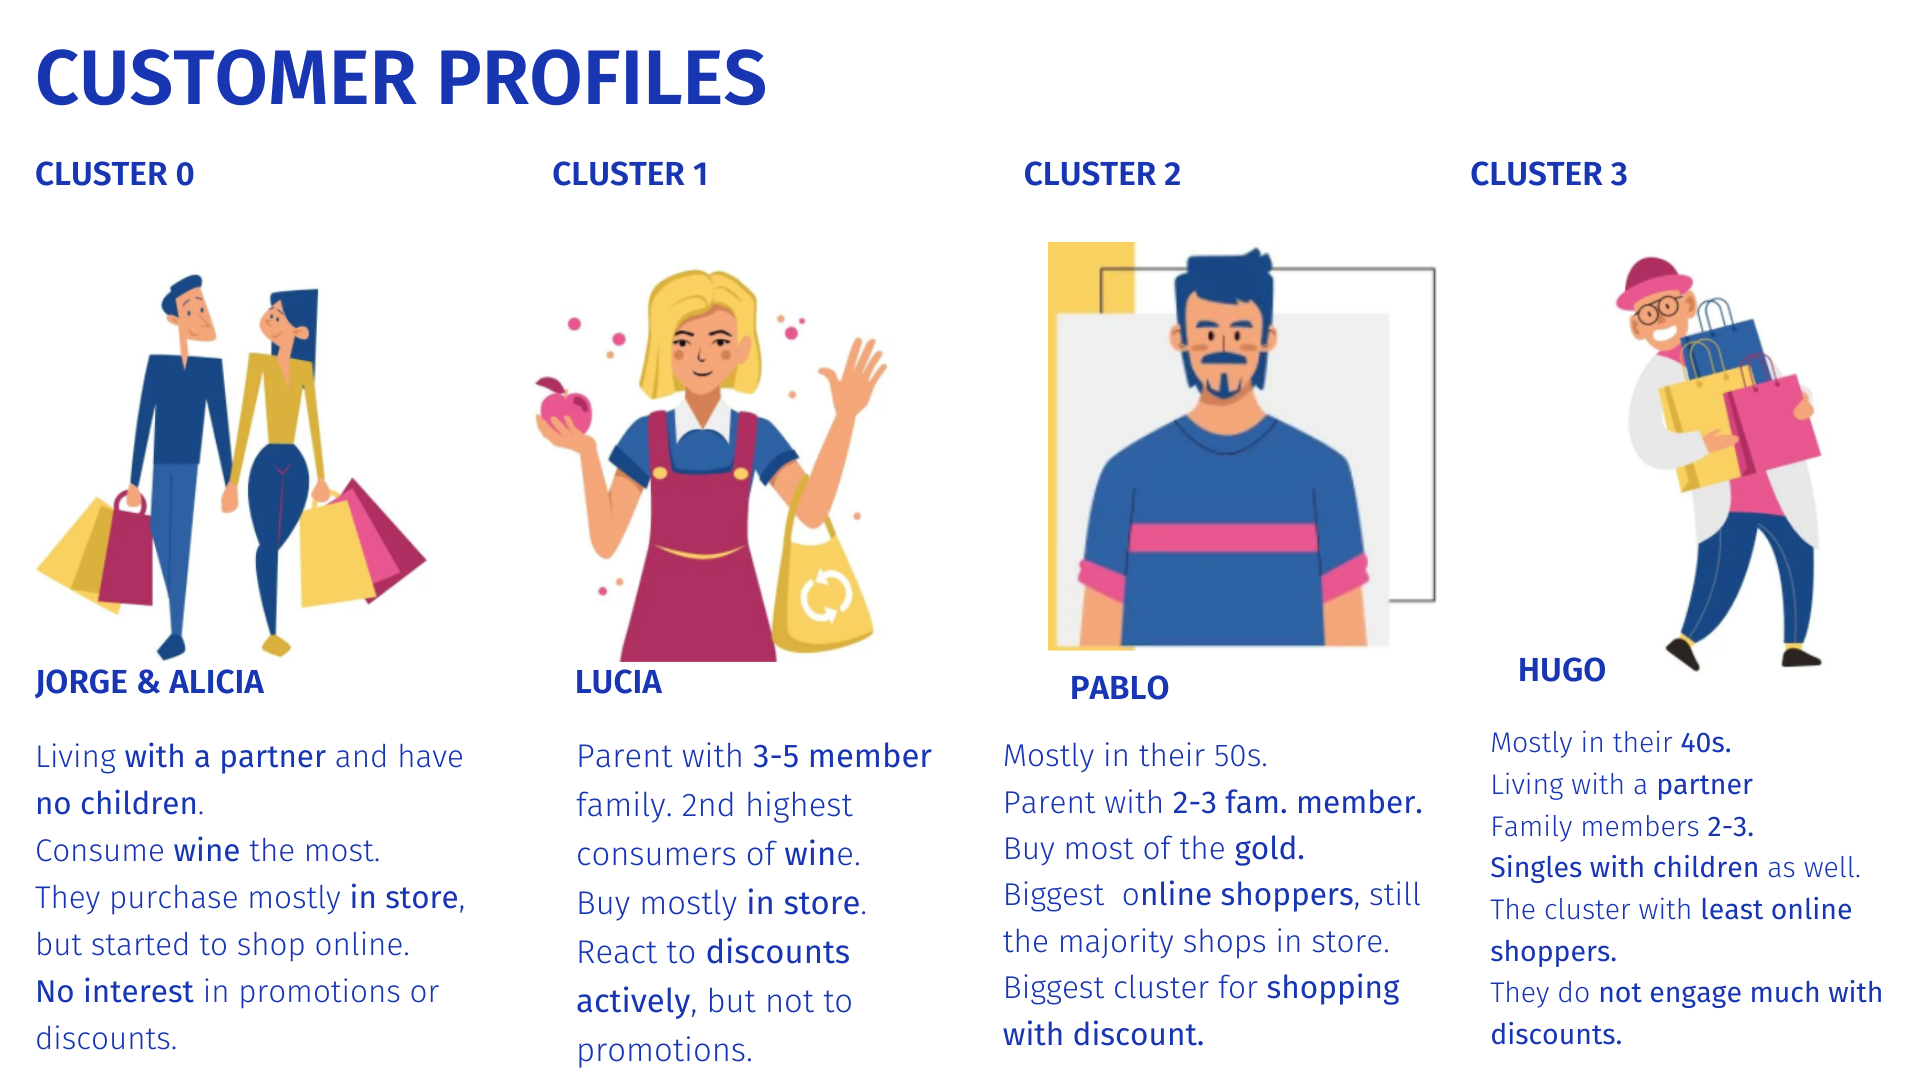 CUSTOMER PROFILES
CLUSTER 0
CLUSTER 1
CLUSTER 2
CLUSTER 3
JORGE & ALICIA
Living with a partner and have
no children.
Consume wine the most.
They purchase mostly in store,
but started to shop online.
No interest in promotions or
discounts.
LUCIA
Parent with 3-5 member
family. 2nd highest
consumers of wine.
Buy mostly in store.
React to discounts
actively, but not to
promotions.
PABLO
Mostly in their 50s.
Parent with 2-3 fam. member.
Buy most of the gold.
Biggest  online shoppers, still
the majority shops in store.
Biggest cluster for shopping
with discount.
HUGO
Mostly in their 40s.
Living with a partner
Family members 2-3.
Singles with children as well.
The cluster with least online
shoppers.
They do not engage much with
discounts.